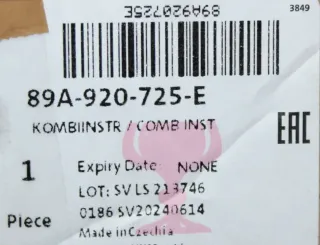 3849
89A920725E
89A-920-725-E
KOMBIINSTR / COMB INST
EAC
1 Expiry Date: NONE
LOT: SV LS 213746
Piece 0186 SV20240614
Made in Czechia